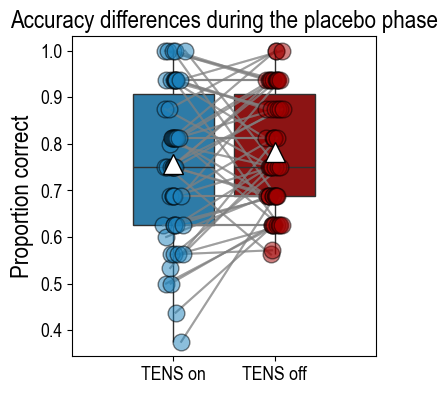 Accuracy differences during the placebo phase
Proportion correct
1.0
0.9
0.8
0.7
0.6
0.5
0.4
TENS on
TENS off